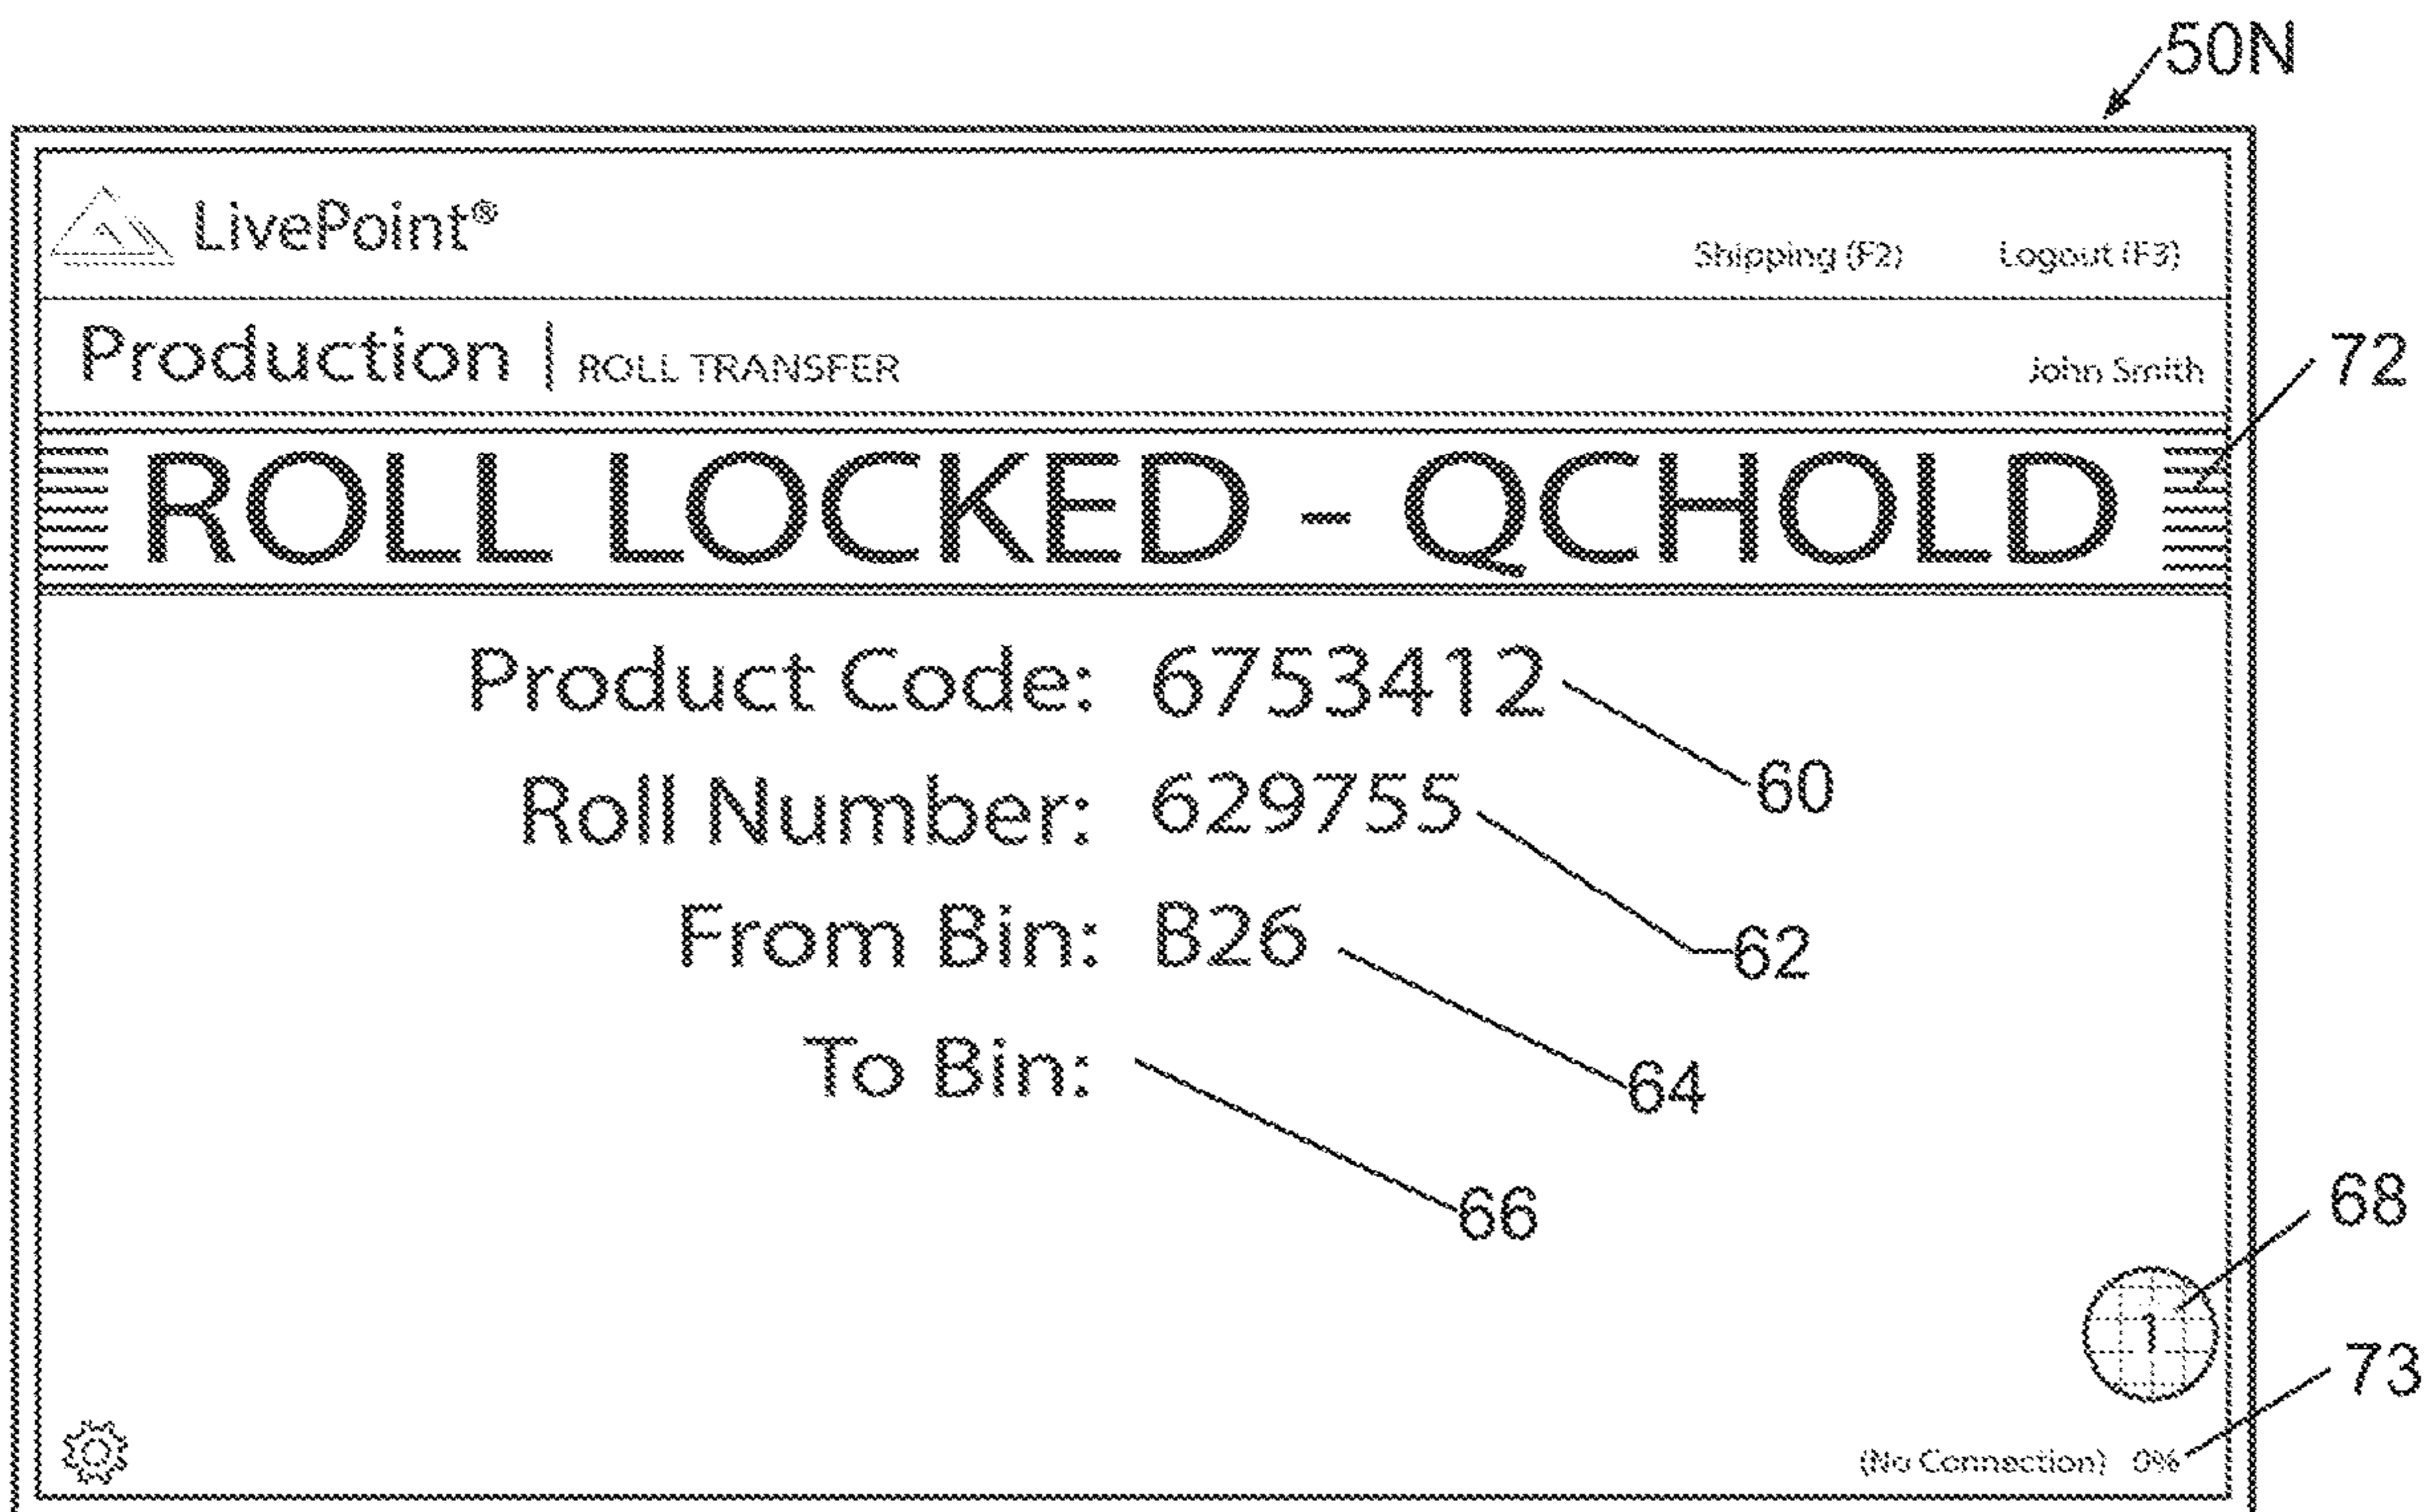 50N
LivePoint®
Shipping (F2) Logout (F3)
Production | ROLL TRANSFER John Smith
72
ROLL LOCKED - QCHOLD
Product Code: 6753412
60
Roll Number: 629755
62
From Bin: B26
64
To Bin:
66
68
1
73
(No Connection) 0%